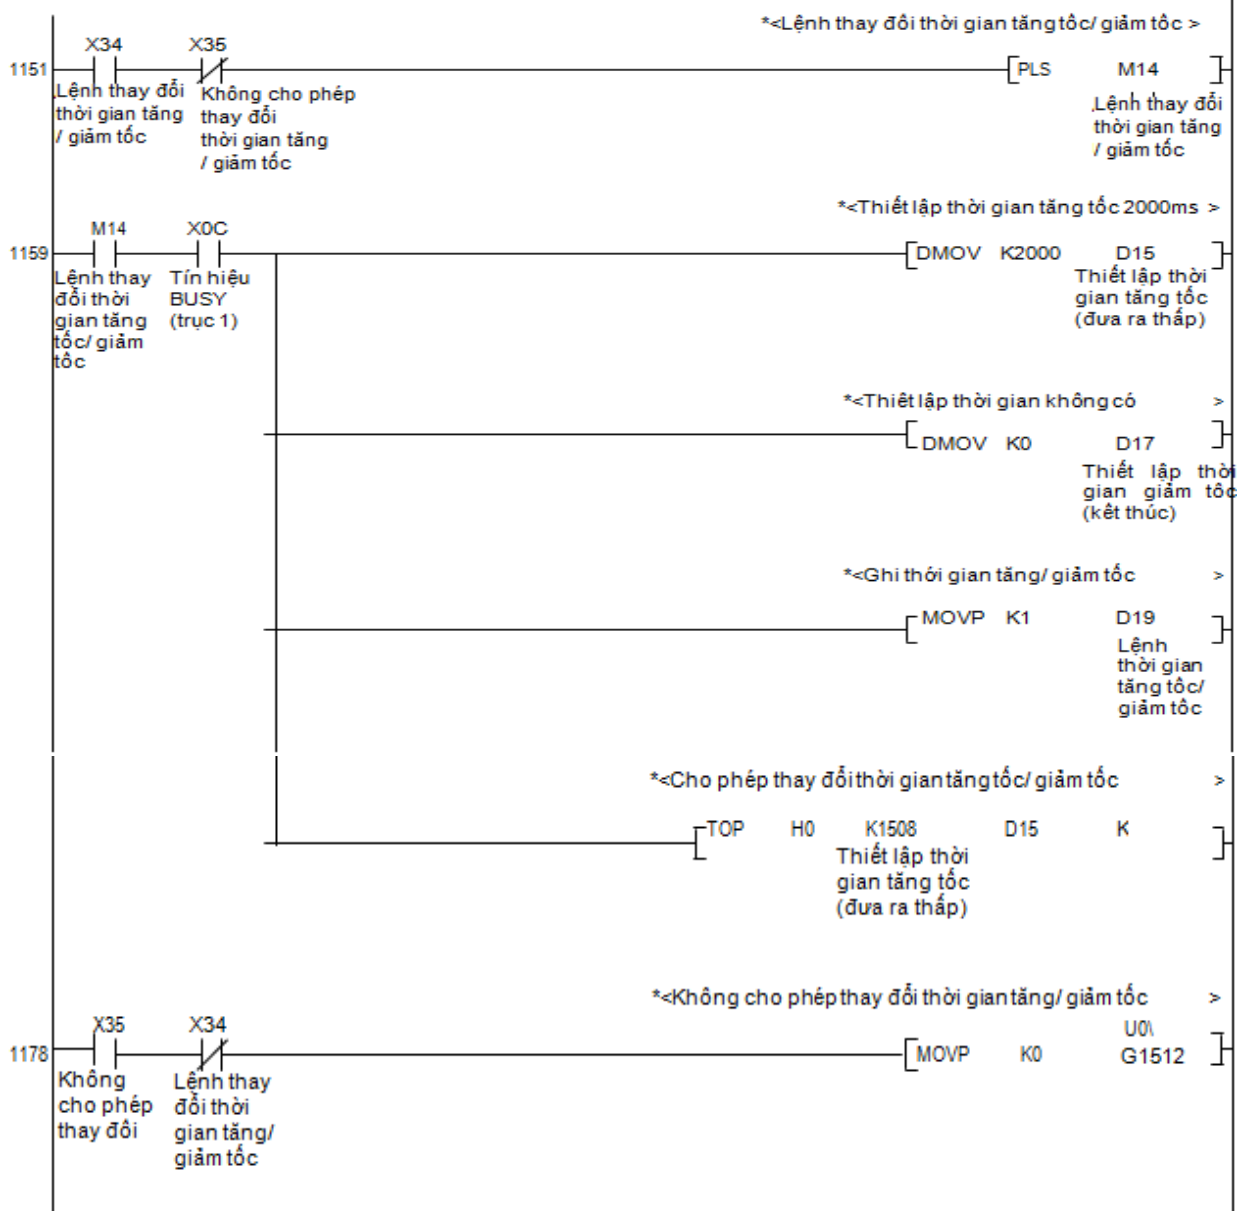 *<Lệnh thay đổi thời gian tăng tốc/ giảm tốc >
X34 X35
1151 PLS M14
Lệnh thay đổi
thời gian tăng
/ giảm tốc
Không cho phép
thay đổi
thời gian tăng
/ giảm tốc
Lệnh thay đổi
thời gian tăng
/ giảm tốc
*<Thiết lập thời gian tăng tốc 2000ms >
M14 X0C
1159 DMOV K2000 D15
Lệnh thay
đổi thời
gian tăng
tốc/ giảm
tốc
Tín hiệu
BUSY
(trục 1)
Thiết lập thời
gian tăng tốc
(đưa ra thấp)
*<Thiêt lập thời gian không có >
DMOV K0 D17
Thiết lập thời
gian giảm tốc
(kêt thúc)
*<Ghi thới gian tăng/ giảm tốc >
MOVP K1 D19
Lệnh
thời gian
tăng tốc/
giảm tốc
*<Cho phép thay đổi thời gian tăng tốc/ giảm tốc >
TOP H0 K1508 D15 K
Thiết lập thời
gian tăng tốc
(đưa ra thấp)
*<Không cho phép thay đổi thời gian tăng/ giảm tốc >
X35 X34 U0\
1178 MOVP K0 G1512
Không
cho phép
thay đôi
Lệnh thay
đổi thời
gian tăng/
giảm tốc